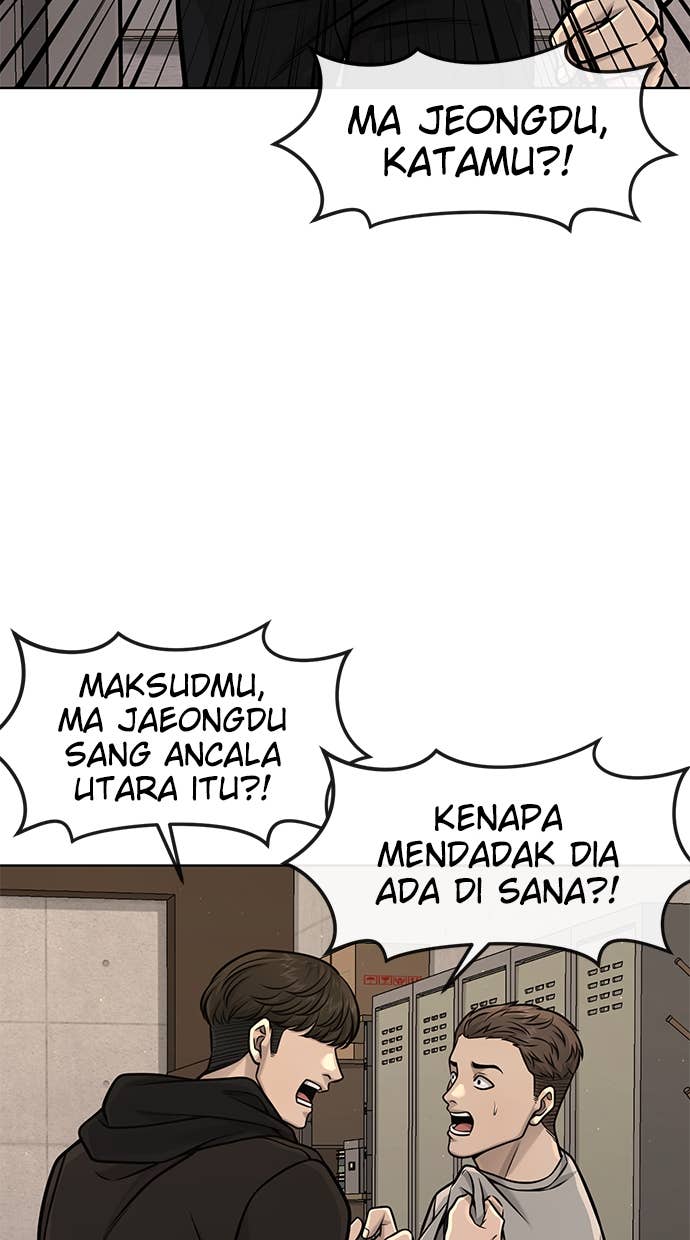 MA JEONGDU,
KATAMU?!
MAKSUDMU,
MA JAEONGDU
SANG ANCALA
UTARA ITU?!
KENAPA
MENDADAK DIA
ADA DI SANA?!